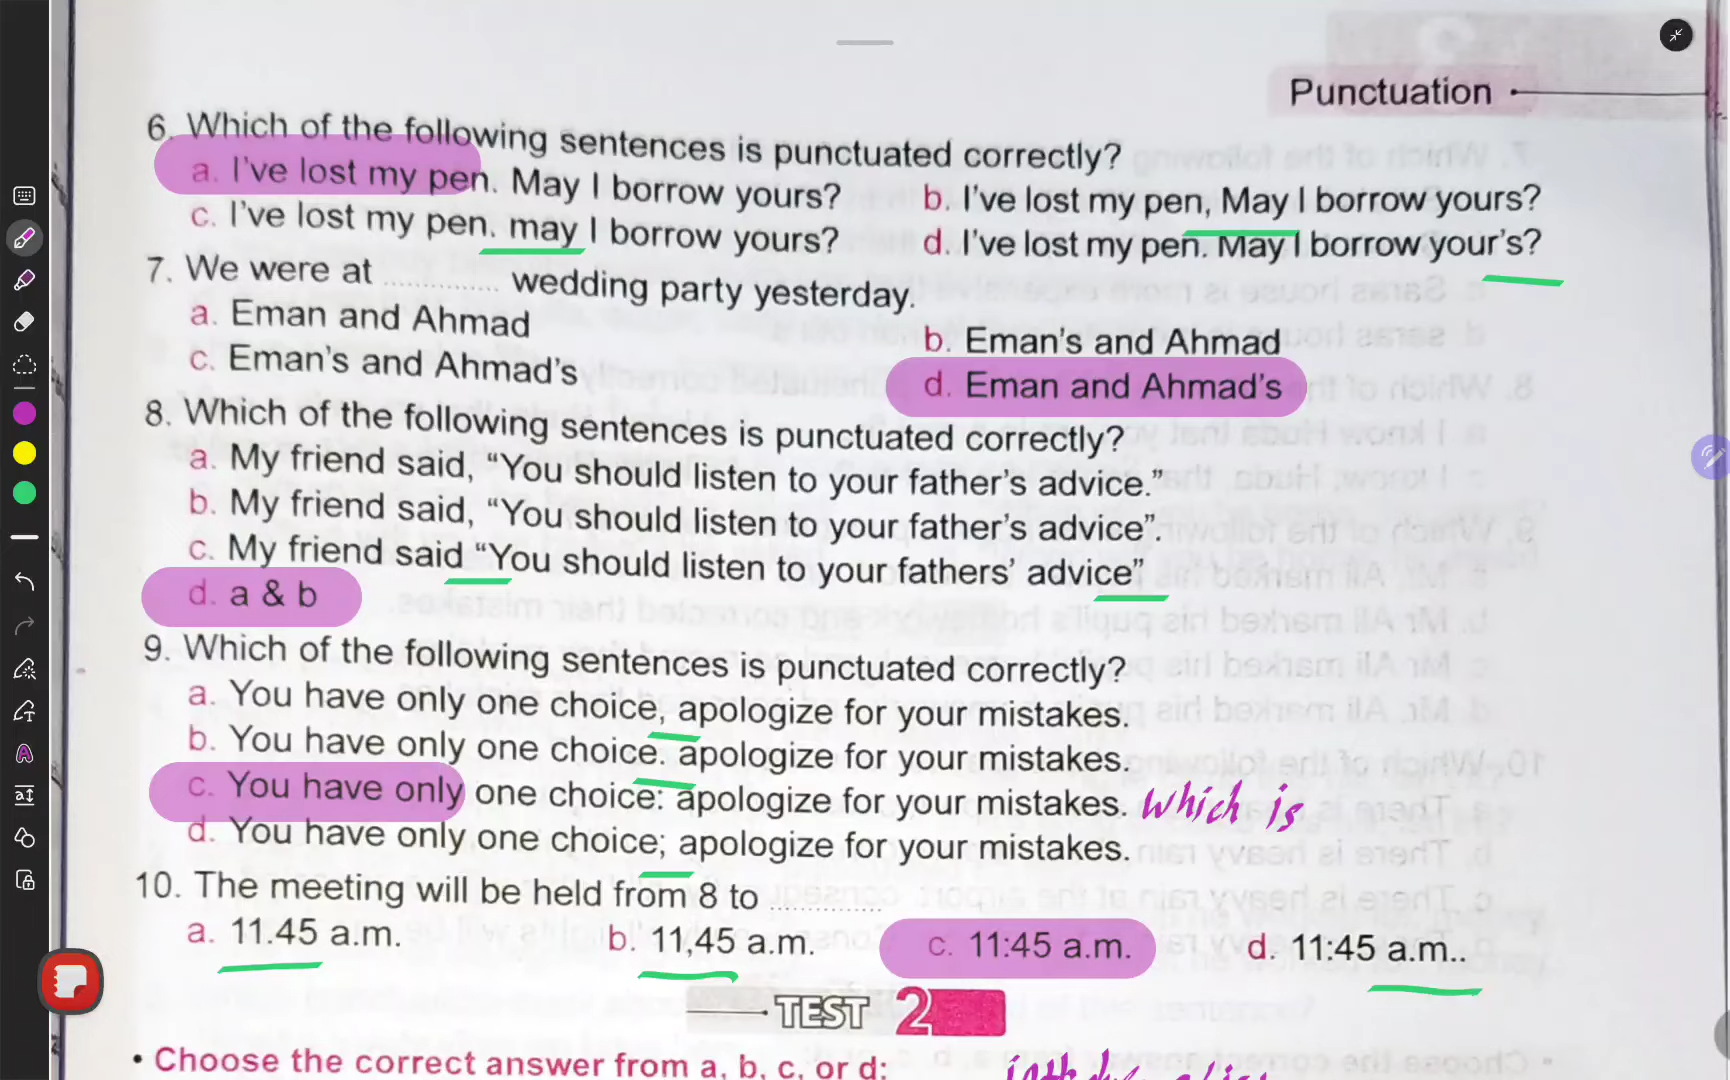 Punctuation
6. Which of the following sentences is punctuated correctly?
a. I've lost my pen. May I borrow yours?
b. I've lost my pen, May I borrow yours?
c. I've lost my pen. may I borrow yours?
d. I've lost my pen. May I borrow your's?
7. We were at ............ wedding party yesterday.
a. Eman and Ahmad
b. Eman's and Ahmad
c. Eman's and Ahmad's
d. Eman and Ahmad's
8. Which of the following sentences is punctuated correctly?
a. My friend said, “You should listen to your father's advice.”
b. My friend said, “You should listen to your father's advice”.
c. My friend said “You should listen to your fathers' advice”
d. a & b
9. Which of the following sentences is punctuated correctly?
a. You have only one choice, apologize for your mistakes.
b. You have only one choice. apologize for your mistakes.
c. You have only one choice: apologize for your mistakes. which is
d. You have only one choice; apologize for your mistakes.
10. The meeting will be held from 8 to ............
a. 11.45 a.m.
b. 11,45 a.m.
c. 11:45 a.m.
d. 11:45 a.m..
TEST 2
• Choose the correct answer from a, b, c, or d: